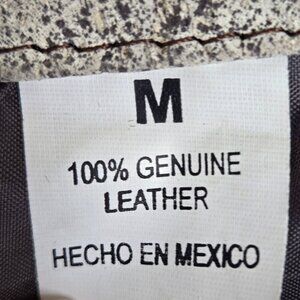 M
100% GENUINE
LEATHER
HECHO EN MEXICO